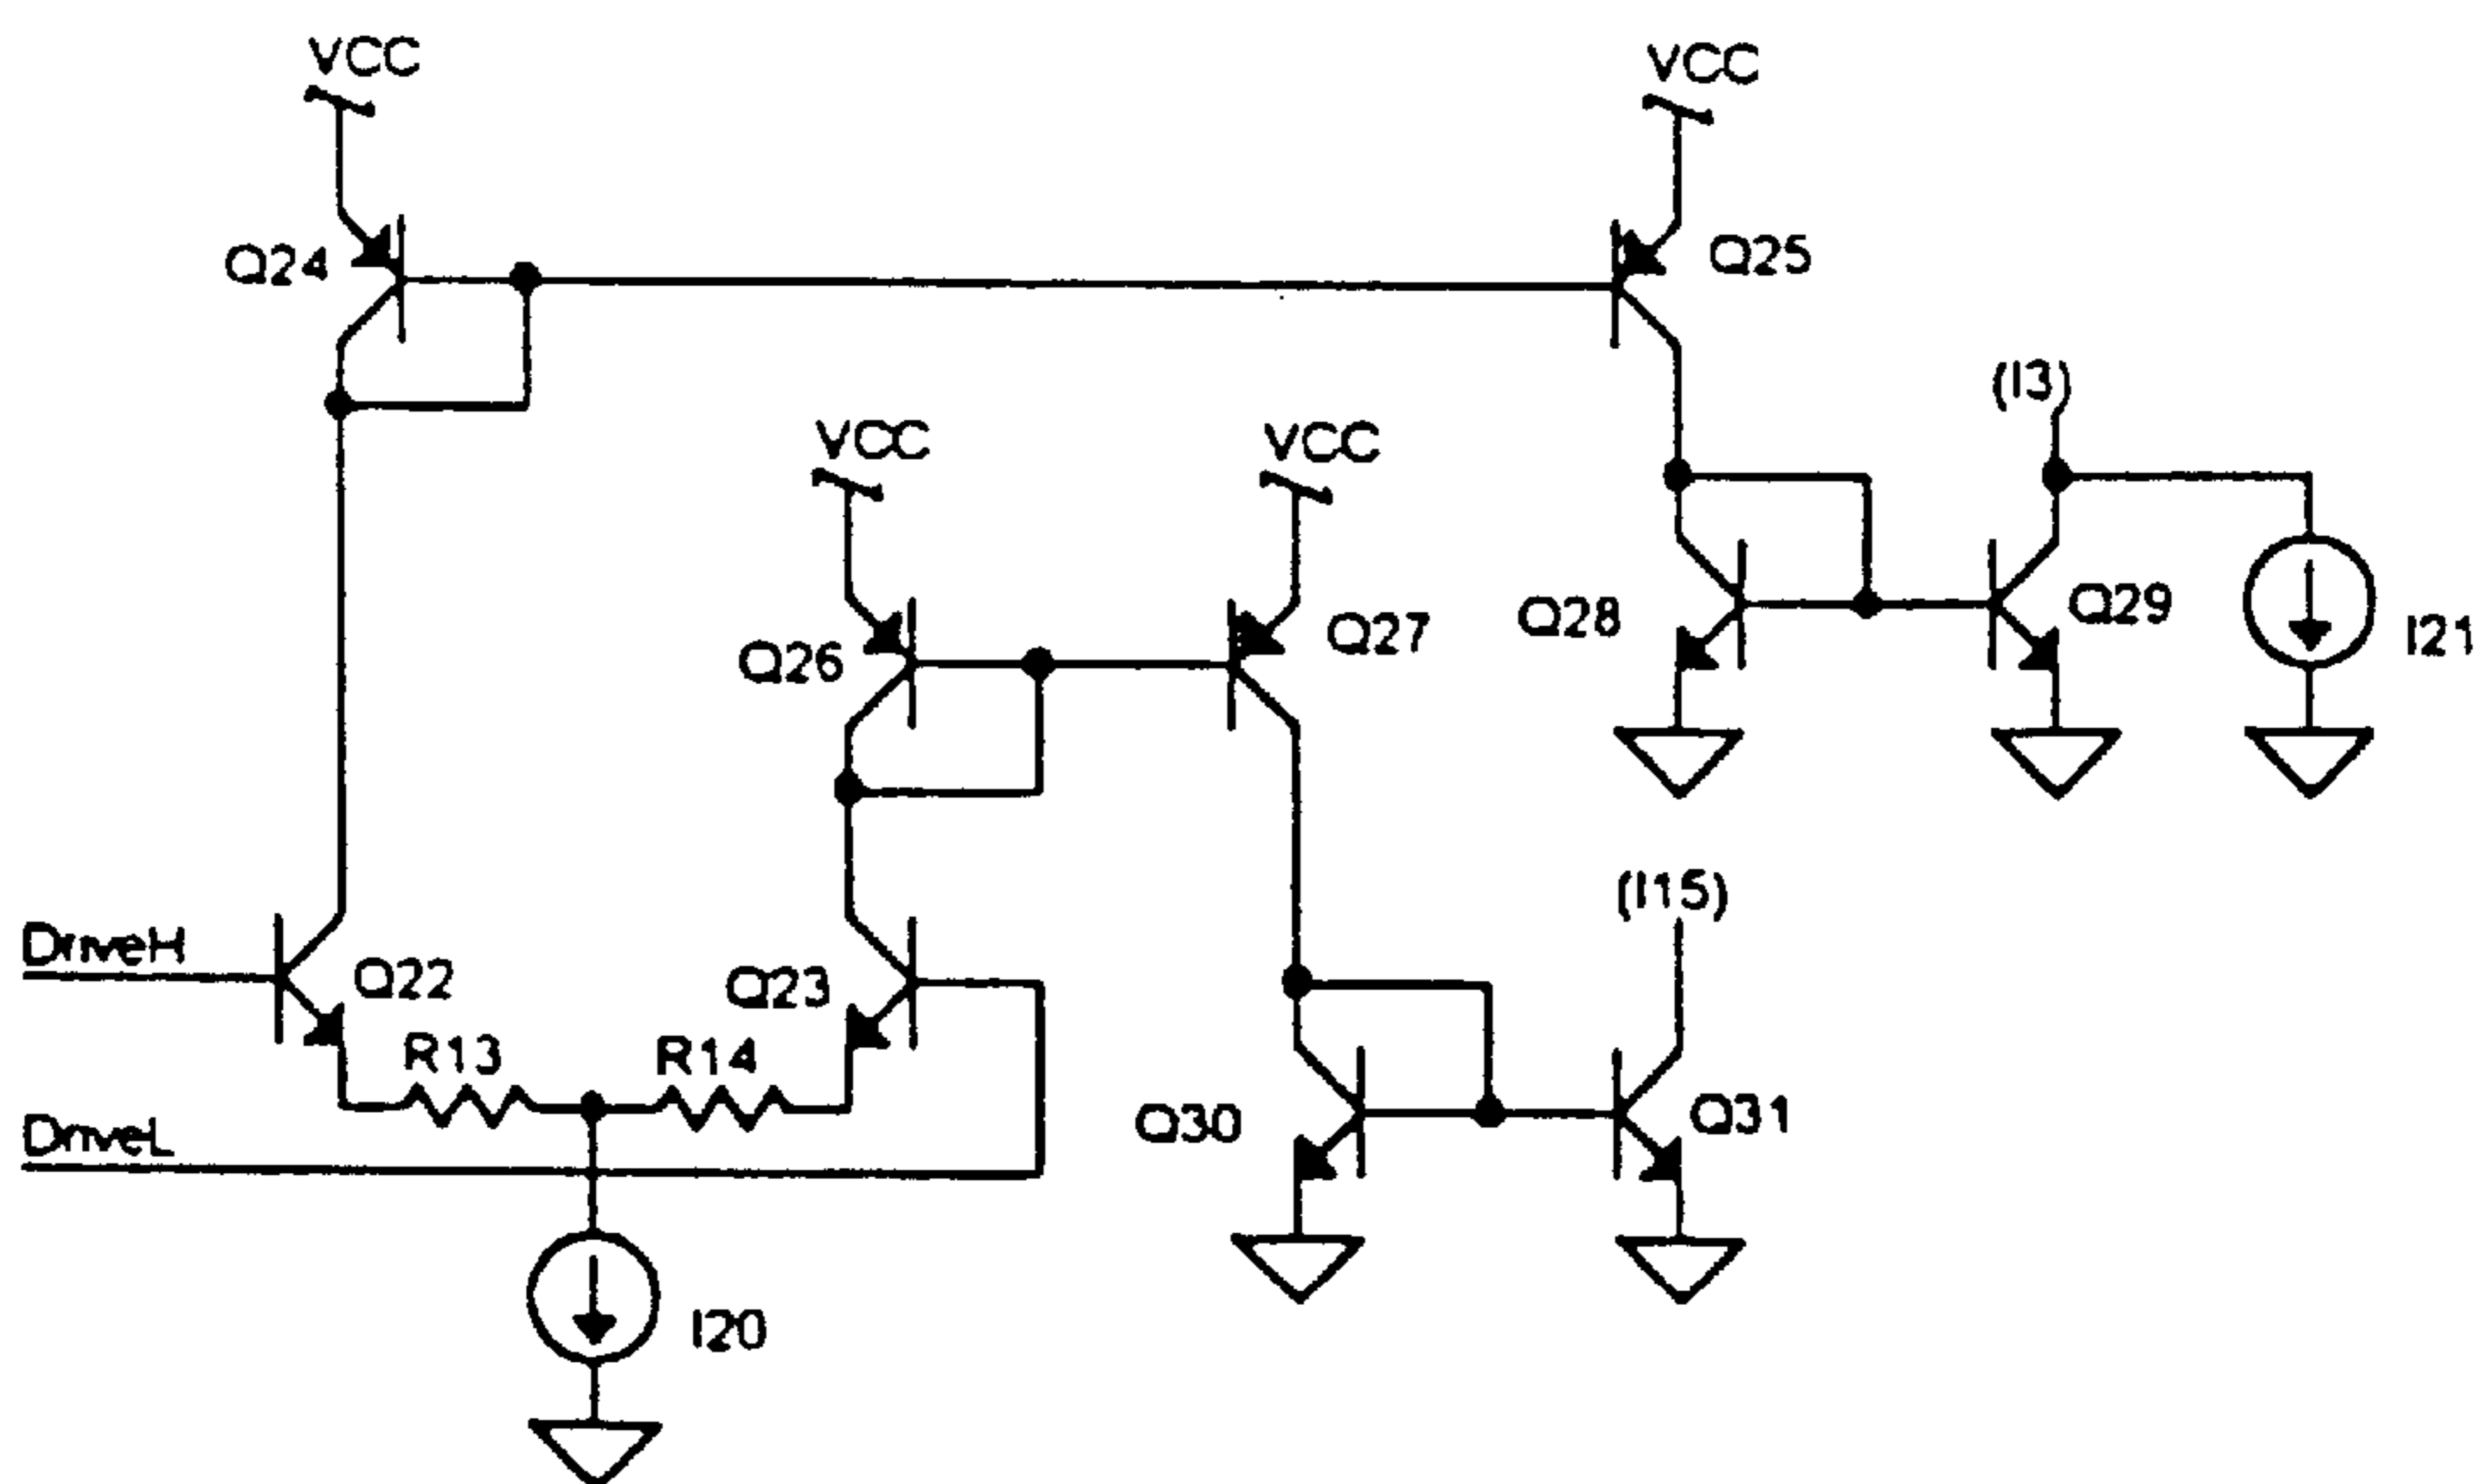 VCC
VCC
Q24
Q25
(I3)
VCC
VCC
Q26
Q27
Q28
Q29
I21
(I15)
DriveH
Q22
Q23
R13
R14
Q30
Q31
DriveL
I20